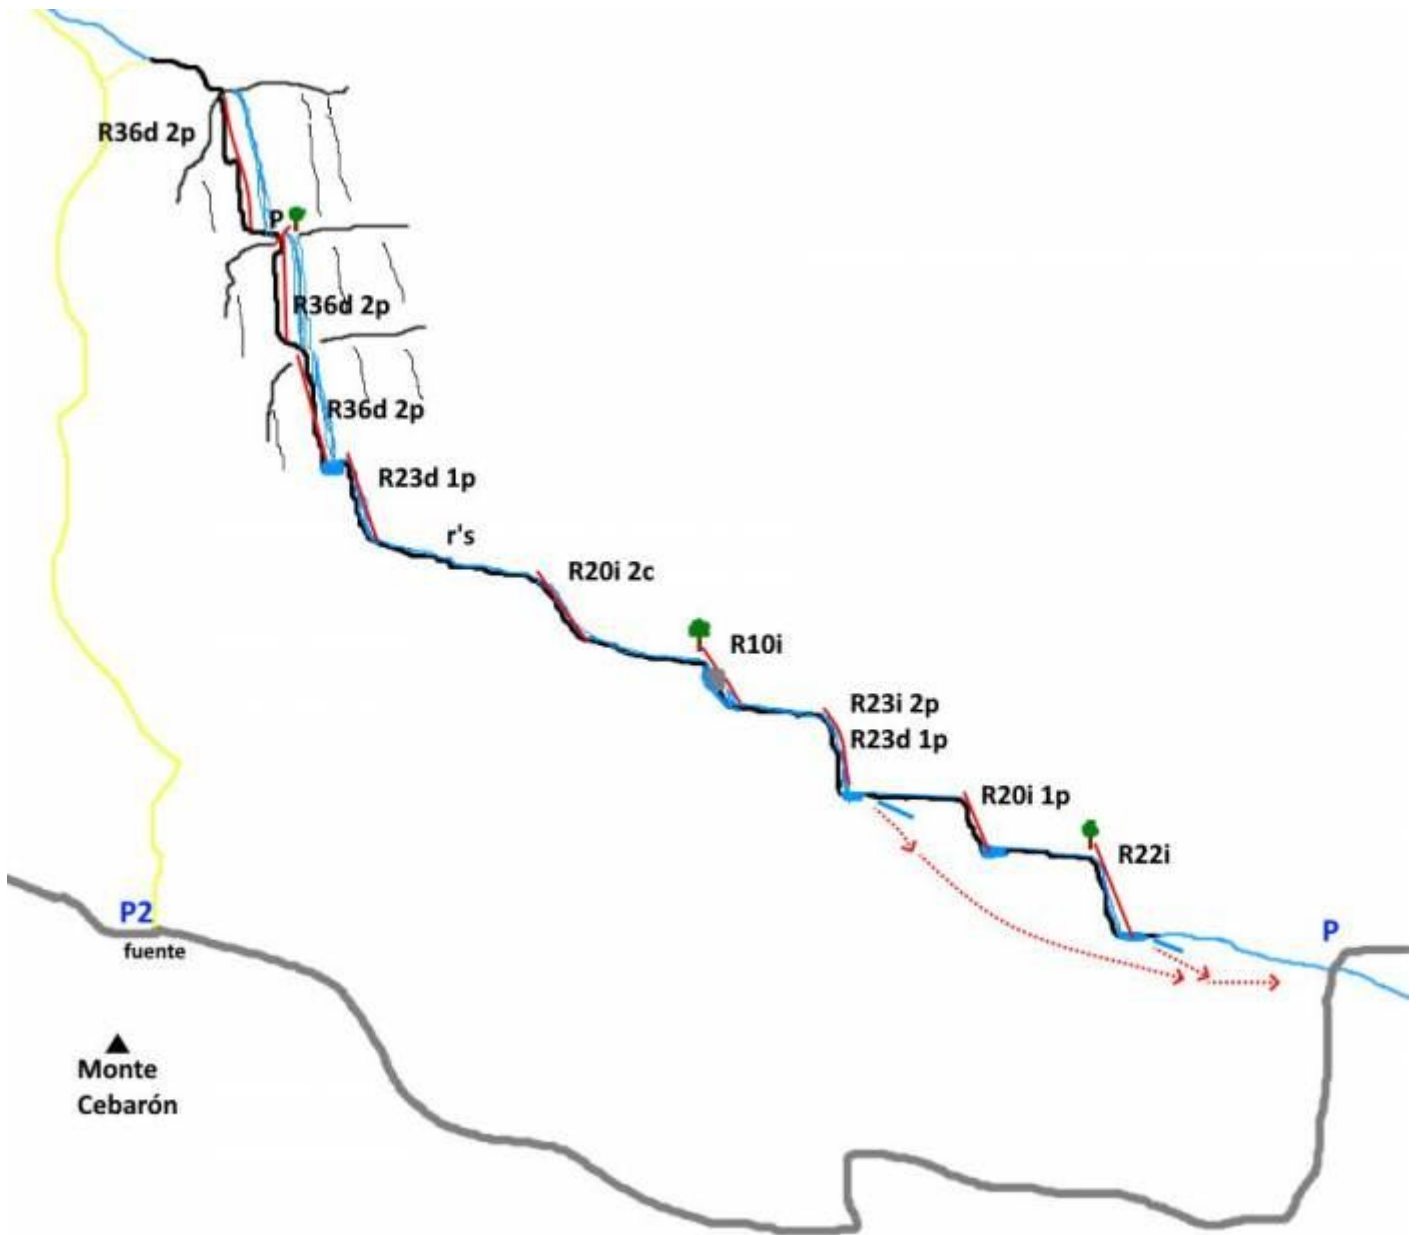 R36d 2p
P
R36d 2p
R36d 2p
R23d 1p
r's
R20i 2c
R10i
R23i 2p
R23d 1p
R20i 1p
R22i
P2
fuente
P
Monte
Cebarón